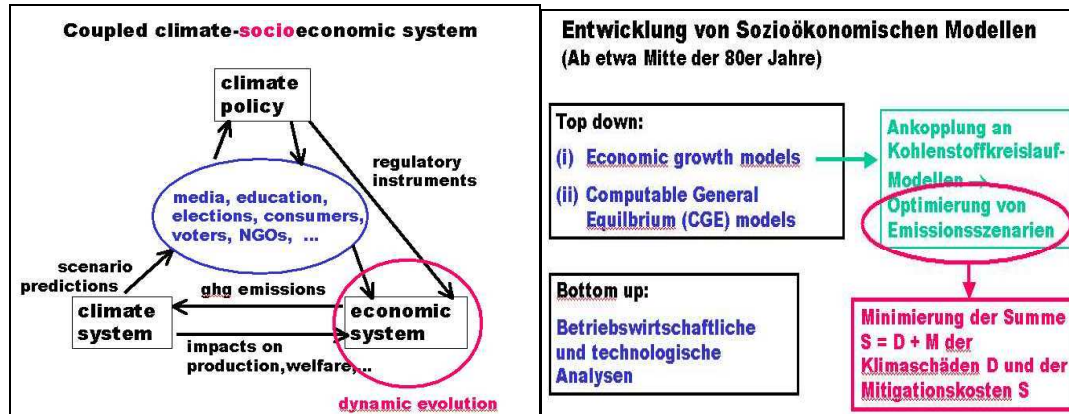 Coupled climate-socioeconomic system
climate
policy
regulatory
instruments
media, education,
elections, consumers,
voters, NGOs, ...
scenario
predictions
ghg emissions
climate
system
economic
system
impacts on
production,welfare,...
dynamic evolution
Entwicklung von Sozioökonomischen Modellen
(Ab etwa Mitte der 80er Jahre)
Top down:
(i) Economic growth models
(ii) Computable General
Equilbrium (CGE) models
Ankopplung an
Kohlenstoffkreislauf-
Modellen →
Optimierung von
Emissionsszenarien
Bottom up:
Betriebswirtschaftliche
und technologische
Analysen
Minimierung der Summe
S = D + M der
Klimaschäden D und der
Mitigationskosten S